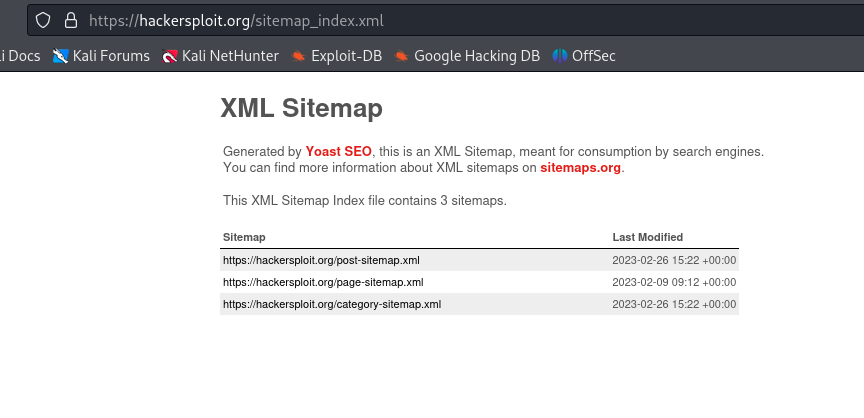 https://hackersploit.org/sitemap_index.xml
i Docs Kali Forums Kali NetHunter Exploit-DB Google Hacking DB OffSec
XML Sitemap
Generated by Yoast SEO, this is an XML Sitemap, meant for consumption by search engines.
You can find more information about XML sitemaps on sitemaps.org.
This XML Sitemap Index file contains 3 sitemaps.
Sitemap Last Modified
https://hackersploit.org/post-sitemap.xml 2023-02-26 15:22 +00:00
https://hackersploit.org/page-sitemap.xml 2023-02-09 09:12 +00:00
https://hackersploit.org/category-sitemap.xml 2023-02-26 15:22 +00:00